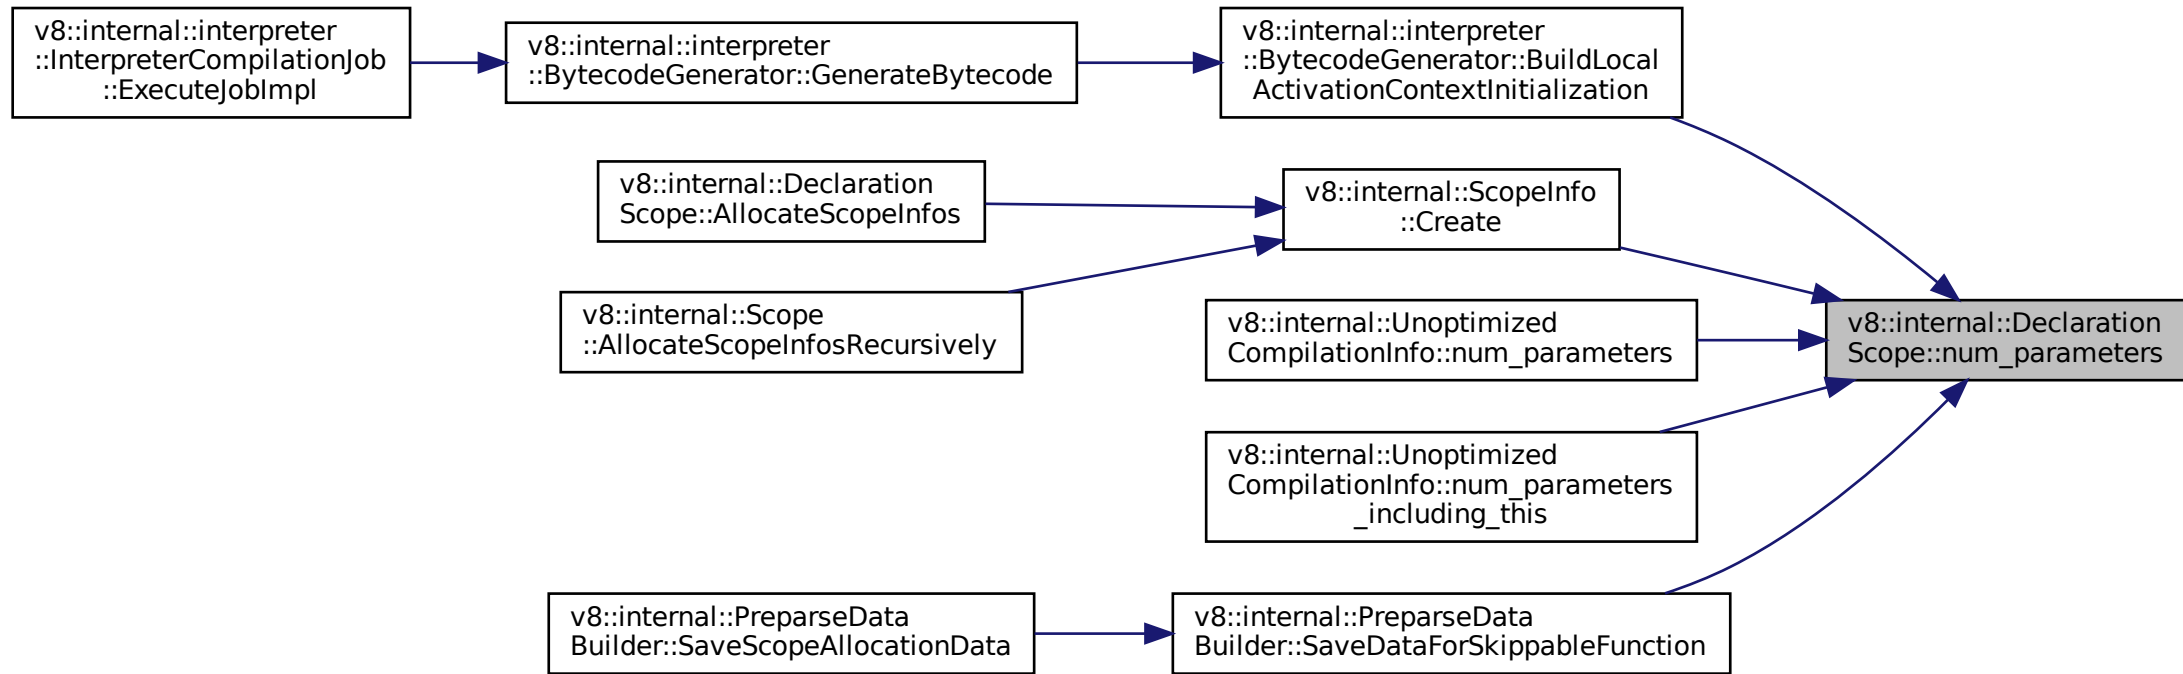 v8::internal::interpreter
::InterpreterCompilationJob
::ExecuteJobImpl
v8::internal::interpreter
::BytecodeGenerator::GenerateBytecode
v8::internal::interpreter
::BytecodeGenerator::BuildLocal
ActivationContextInitialization
v8::internal::Declaration
Scope::AllocateScopeInfos
v8::internal::ScopeInfo
::Create
v8::internal::Scope
::AllocateScopeInfosRecursively
v8::internal::Unoptimized
CompilationInfo::num_parameters
v8::internal::Declaration
Scope::num_parameters
v8::internal::Unoptimized
CompilationInfo::num_parameters
_including_this
v8::internal::PreparseData
Builder::SaveScopeAllocationData
v8::internal::PreparseData
Builder::SaveDataForSkippableFunction